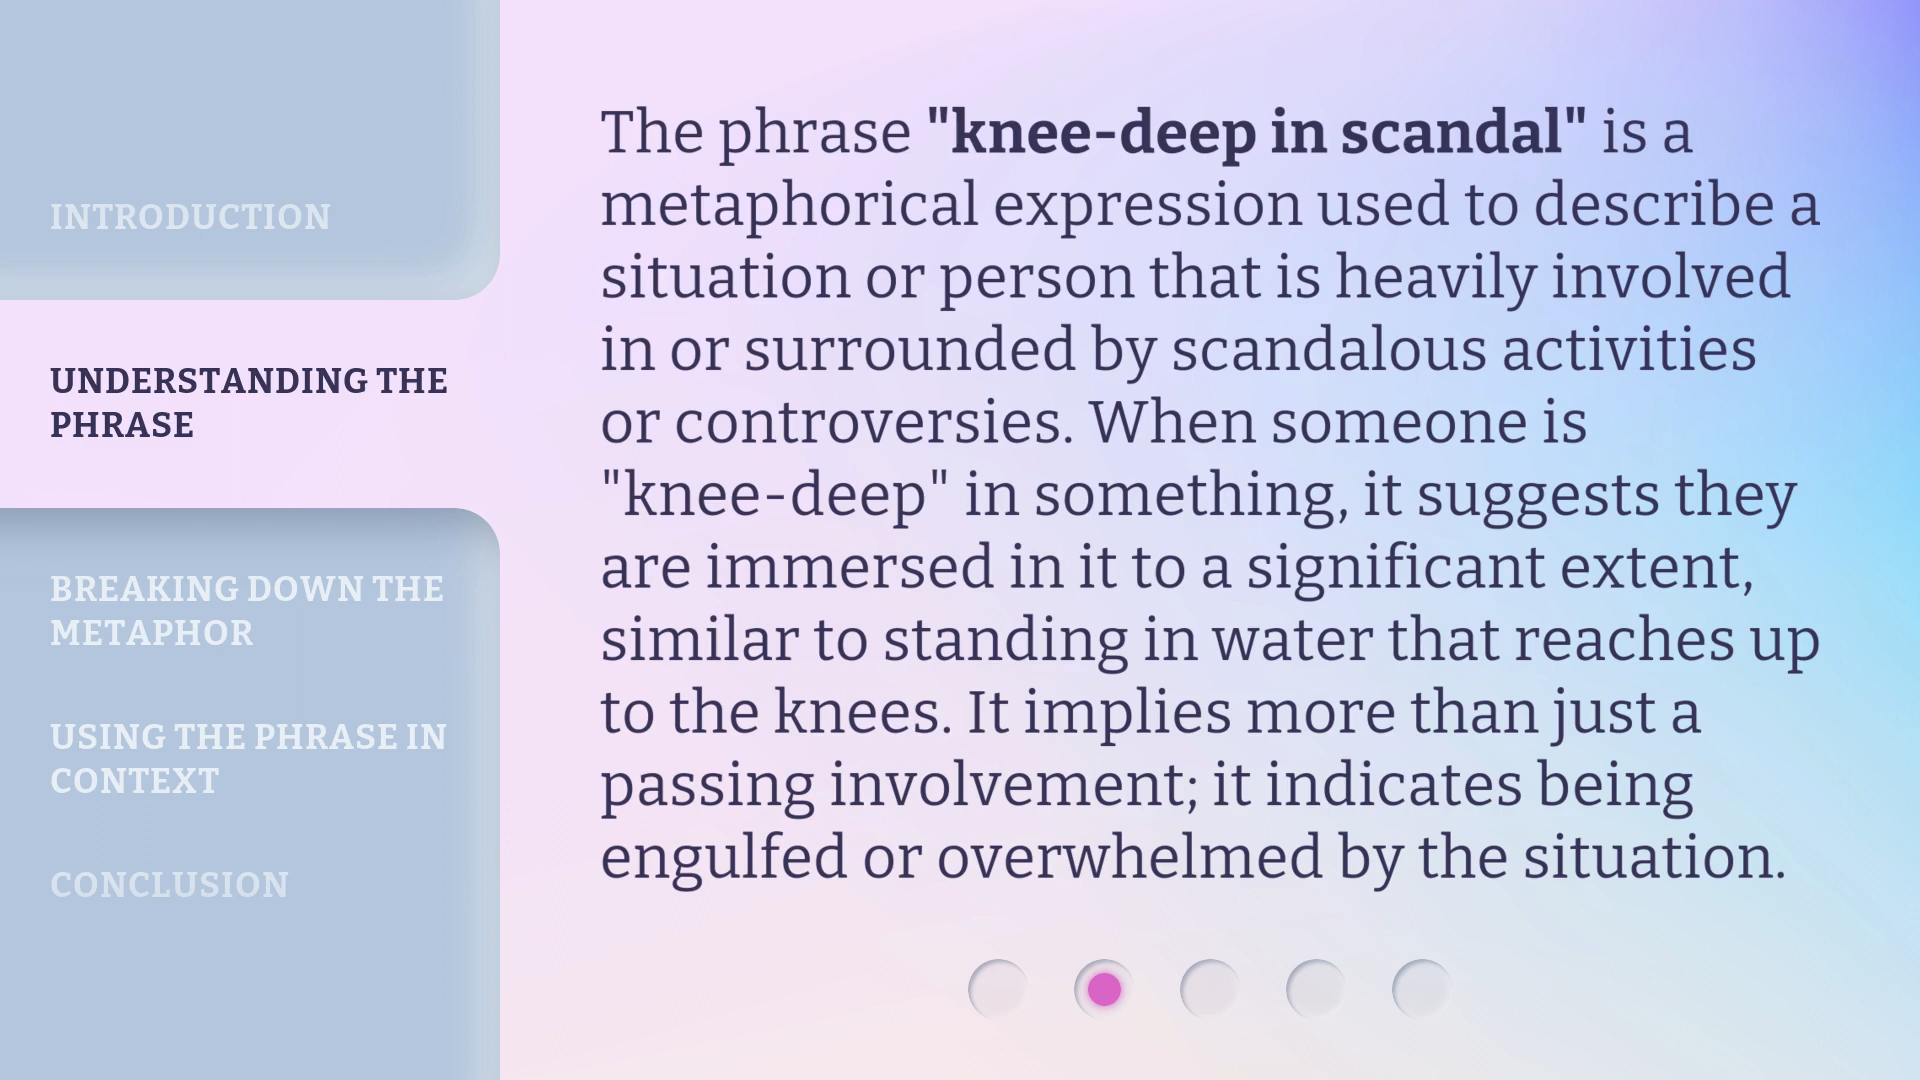 INTRODUCTION
UNDERSTANDING THE
PHRASE
BREAKING DOWN THE
METAPHOR
USING THE PHRASE IN
CONTEXT
CONCLUSION
The phrase "knee-deep in scandal" is a
metaphorical expression used to describe a
situation or person that is heavily involved
in or surrounded by scandalous activities
or controversies. When someone is
"knee-deep" in something, it suggests they
are immersed in it to a significant extent,
similar to standing in water that reaches up
to the knees. It implies more than just a
passing involvement; it indicates being
engulfed or overwhelmed by the situation.